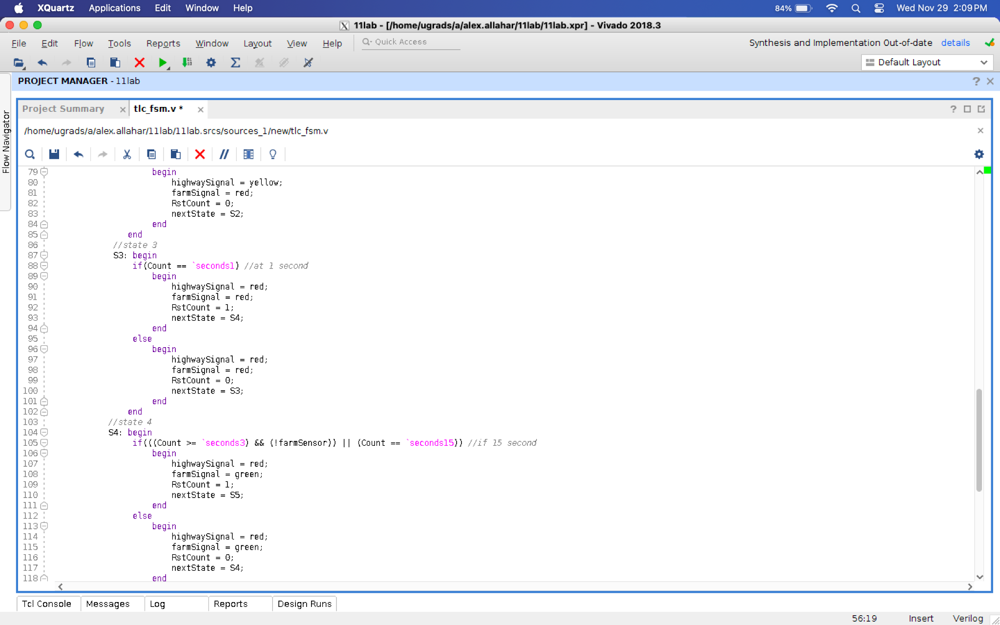 XQuartz Applications Edit Window Help 84% Wed Nov 29 2:09 PM
11lab - [/home/ugrads/a/alex.allahar/11lab/11lab.xpr] - Vivado 2018.3
File Edit Flow Tools Reports Window Layout View Help Quick Access Synthesis and Implementation Out-of-date details
Default Layout
PROJECT MANAGER - 11lab
Flow Navigator
Project Summary tlc_fsm.v *
/home/ugrads/a/alex.allahar/11lab/11lab.srcs/sources_1/new/tlc_fsm.v
79 begin
80 highwaySignal = yellow;
81 farmSignal = red;
82 RstCount = 0;
83 nextState = S2;
84 end
85 end
86 //state 3
87 S3: begin
88 if(Count == `seconds1) //at 1 second
89 begin
90 highwaySignal = red;
91 farmSignal = red;
92 RstCount = 1;
93 nextState = S4;
94 end
95 else
96 begin
97 highwaySignal = red;
98 farmSignal = red;
99 RstCount = 0;
100 nextState = S3;
101 end
102 end
103 //state 4
104 S4: begin
105 if(((Count >= `seconds3) && (!farmSensor)) || (Count == `seconds15)) //if 15 second
106 begin
107 highwaySignal = red;
108 farmSignal = green;
109 RstCount = 1;
110 nextState = S5;
111 end
112 else
113 begin
114 highwaySignal = red;
115 farmSignal = green;
116 RstCount = 0;
117 nextState = S4;
118 end
Tcl Console Messages Log Reports Design Runs
56:19 Insert Verilog